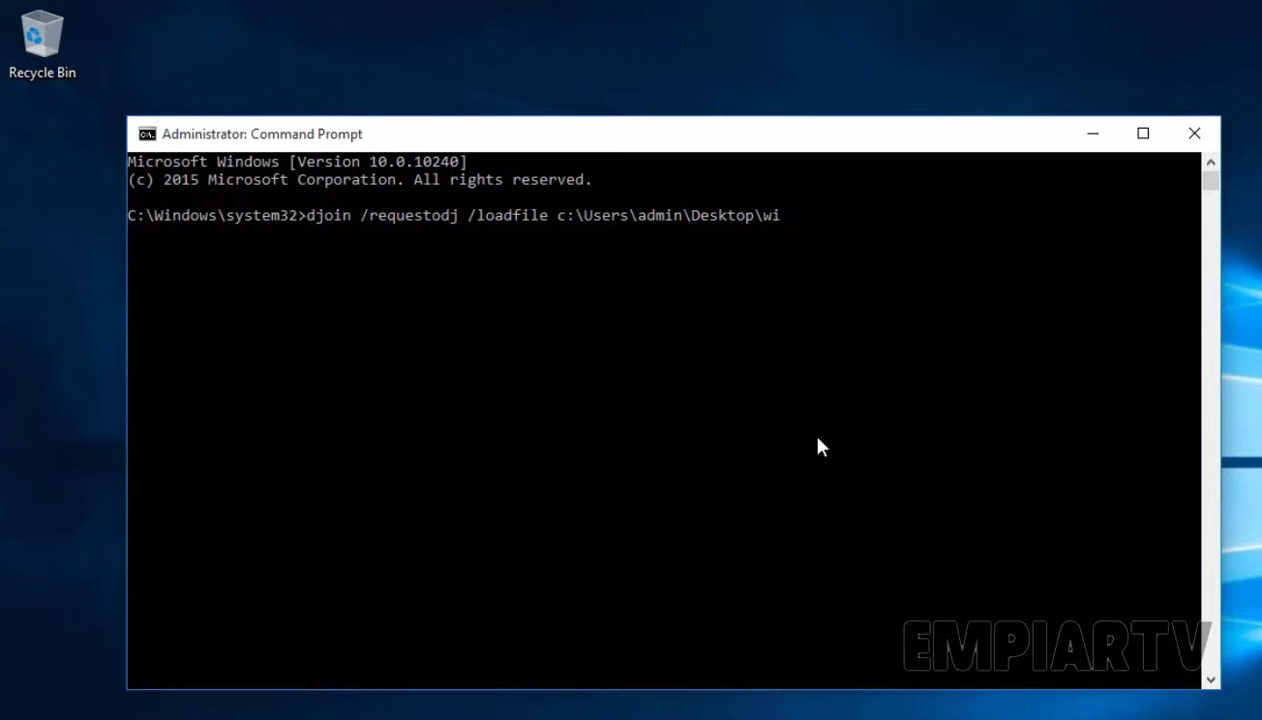 Recycle Bin
Administrator: Command Prompt
Microsoft Windows [Version 10.0.10240]
(c) 2015 Microsoft Corporation. All rights reserved.
C:\Windows\system32>djoin /requestodj /loadfile c:\Users\admin\Desktop\wi
EMPIARTV